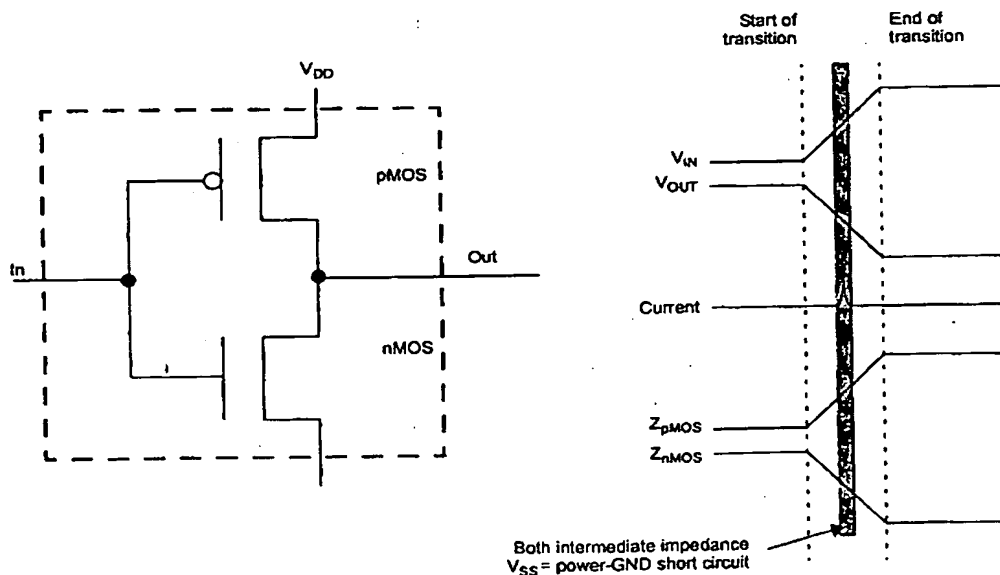 Start of
transition
End of
transition
VDD
pMOS
In
Out
nMOS
VIN
VOUT
Current
ZpMOS
ZnMOS
Both intermediate impedance
VSS = power-GND short circuit